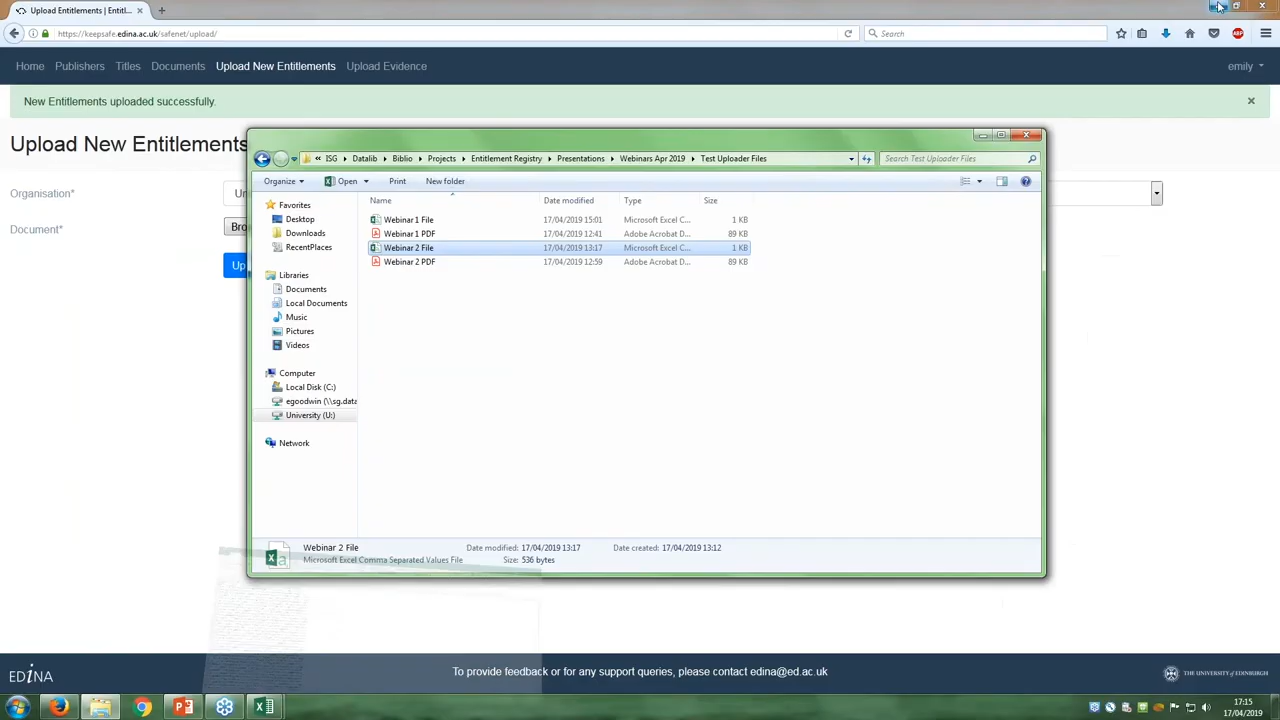 Upload Entitlements | Entitl...
https://keepsafe.edina.ac.uk/safenet/upload/
Search
ABP
Home Publishers Titles Documents Upload New Entitlements Upload Evidence emily
New Entitlements uploaded successfully.
Upload New Entitlements
Organisation*
Document*
« ISG Datalib Biblio Projects Entitlement Registry Presentations Webinars Apr 2019 Test Uploader Files
Search Test Uploader Files
Organize Open Print New folder
Name Date modified Type Size
Webinar 1 File 17/04/2019 15:01 Microsoft Excel C... 1 KB
Webinar 1 PDF 17/04/2019 12:41 Adobe Acrobat D... 89 KB
Webinar 2 File 17/04/2019 13:17 Microsoft Excel C... 1 KB
Webinar 2 PDF 17/04/2019 12:59 Adobe Acrobat D... 89 KB
Favorites
Desktop
Downloads
RecentPlaces
Libraries
Documents
Local Documents
Music
Pictures
Videos
Computer
Local Disk (C:)
egoodwin (\\sg.data
University (U:)
Network
Webinar 2 File Date modified: 17/04/2019 13:17 Date created: 17/04/2019 13:12
Microsoft Excel Comma Separated Values File Size: 536 bytes
EDINA
To provide feedback or for any support queries, please contact edina@ed.ac.uk
THE UNIVERSITY of EDINBURGH
17:15
17/04/2019